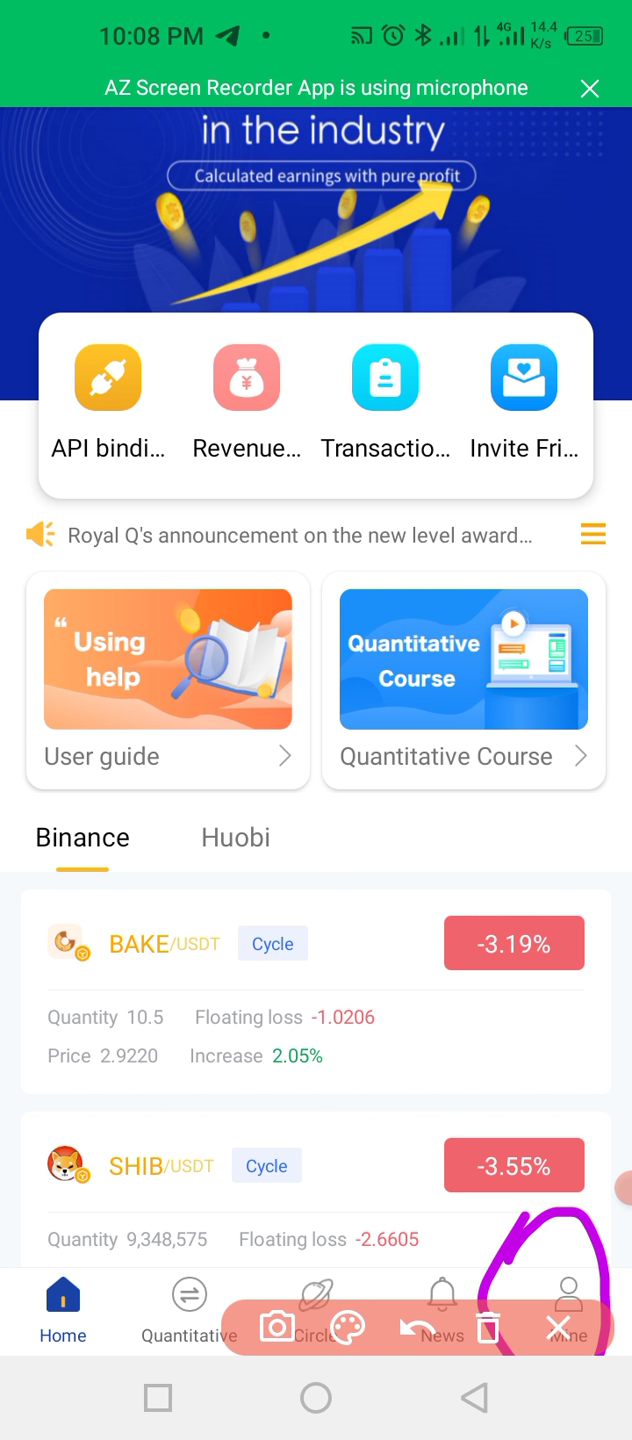 10:08 PM
4G 14.4 K/s 25
AZ Screen Recorder App is using microphone
in the industry
Calculated earnings with pure profit
API bindi... Revenue... Transactio... Invite Fri...
Royal Q's announcement on the new level award...
“ Using
help
Quantitative
Course
User guide
Quantitative Course
Binance Huobi
BAKE/USDT Cycle -3.19%
Quantity 10.5 Floating loss -1.0206
Price 2.9220 Increase 2.05%
SHIB/USDT Cycle -3.55%
Quantity 9,348,575 Floating loss -2.6605
Home Quantitative Circle News Mine